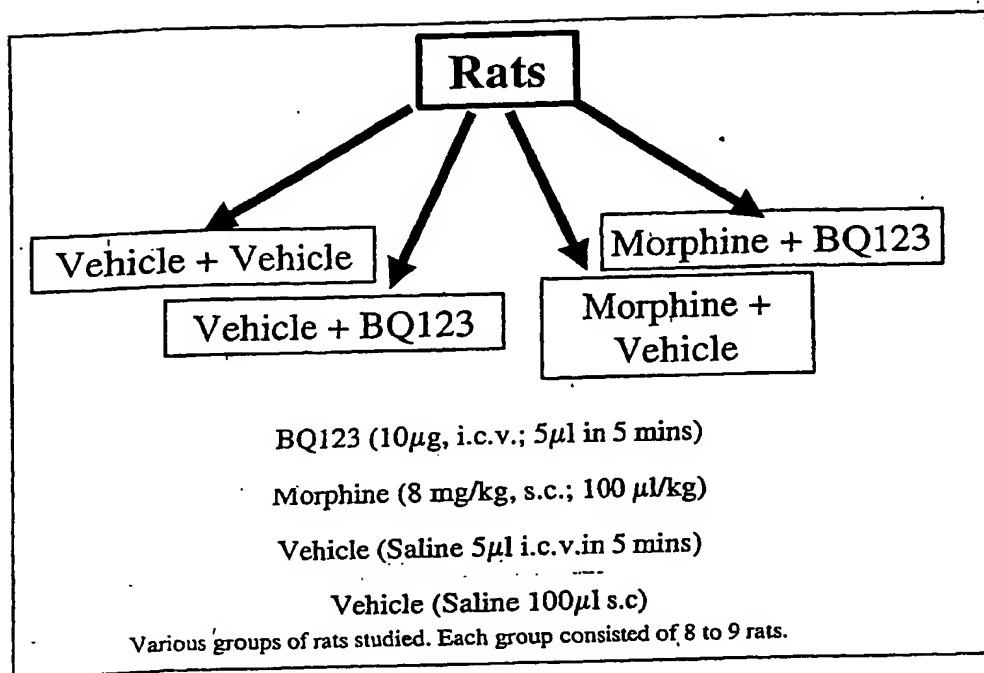 Rats
Vehicle + Vehicle
Vehicle + BQ123
Morphine +
Vehicle
Morphine + BQ123
BQ123 (10µg, i.c.v.; 5µl in 5 mins)
Morphine (8 mg/kg, s.c.; 100 µl/kg)
Vehicle (Saline 5µl i.c.v.in 5 mins)
Vehicle (Saline 100µl s.c)
Various groups of rats studied. Each group consisted of 8 to 9 rats.